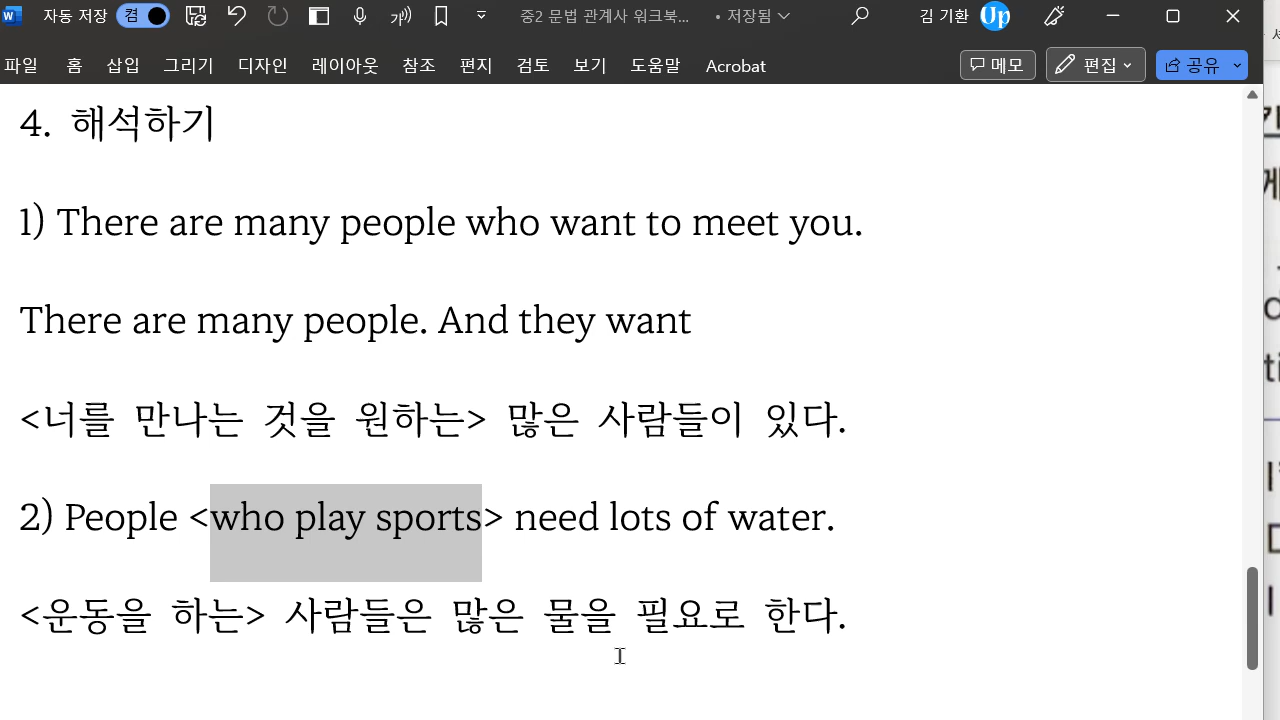 자동 저장 켬 가)) 중2 문법 관계사 워크북... • 저장됨 김 기환 Up
파일 홈 삽입 그리기 디자인 레이아웃 참조 편지 검토 보기 도움말 Acrobat 메모 편집 공유
4. 해석하기
1) There are many people who want to meet you.
There are many people. And they want
<너를 만나는 것을 원하는> 많은 사람들이 있다.
2) People <who play sports> need lots of water.
<운동을 하는> 사람들은 많은 물을 필요로 한다.